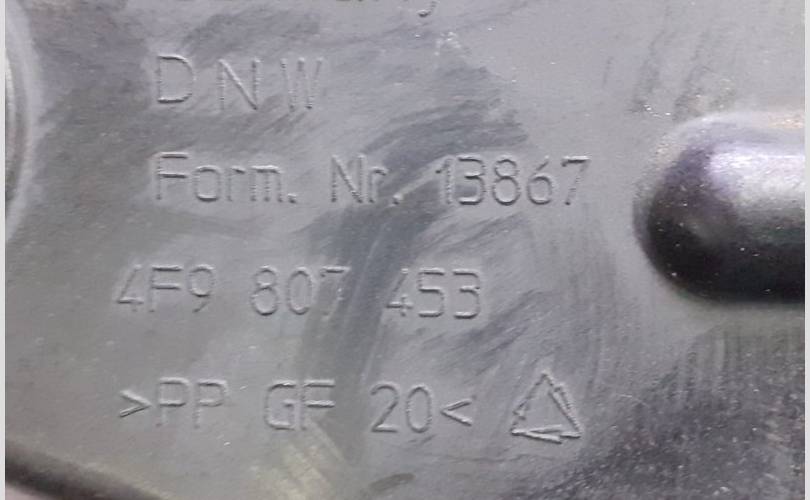 DNW
Form. Nr. 13867
4F9 807 453
>PP GF 20<